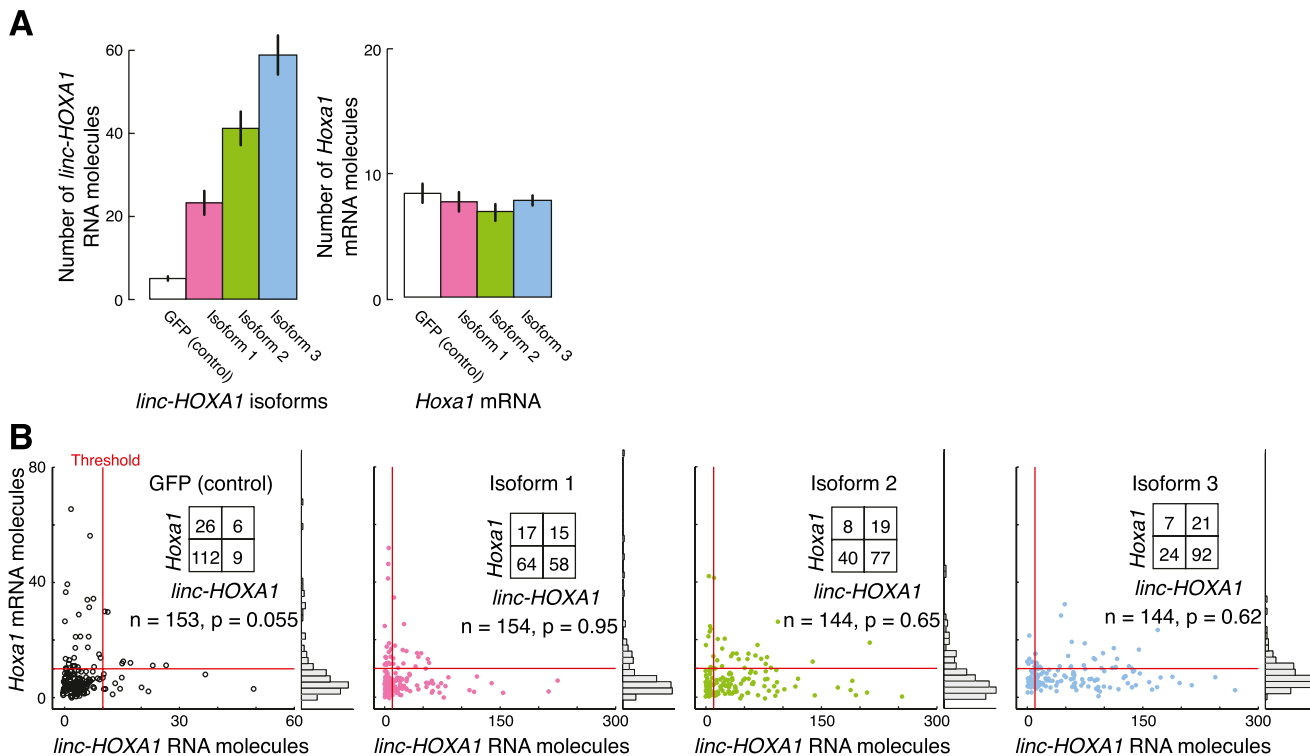 A
Number of linc-HOXA1
RNA molecules
60
40
20
0
GFP (control)
Isoform 1
Isoform 2
Isoform 3
linc-HOXA1 isoforms
Number of Hoxa1
mRNA molecules
20
10
0
GFP (control)
Isoform 1
Isoform 2
Isoform 3
Hoxa1 mRNA
B
Hoxa1 mRNA molecules
80
40
0
Threshold
GFP (control)
Hoxa1
26 6
112 9
linc-HOXA1
n = 153, p = 0.055
0 30 60
linc-HOXA1 RNA molecules
Isoform 1
Hoxa1
17 15
64 58
linc-HOXA1
n = 154, p = 0.95
0 150 300
linc-HOXA1 RNA molecules
Isoform 2
Hoxa1
8 19
40 77
linc-HOXA1
n = 144, p = 0.65
0 150 300
linc-HOXA1 RNA molecules
Isoform 3
Hoxa1
7 21
24 92
linc-HOXA1
n = 144, p = 0.62
0 150 300
linc-HOXA1 RNA molecules